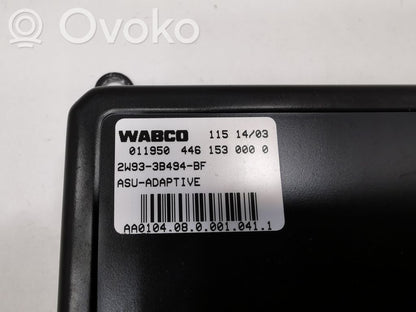 Ovoko
WABCO 115 14/03
011950 446 153 000 0
2W93-3B494-BF
ASU-ADAPTIVE
AA0104.08.0.001.041.1